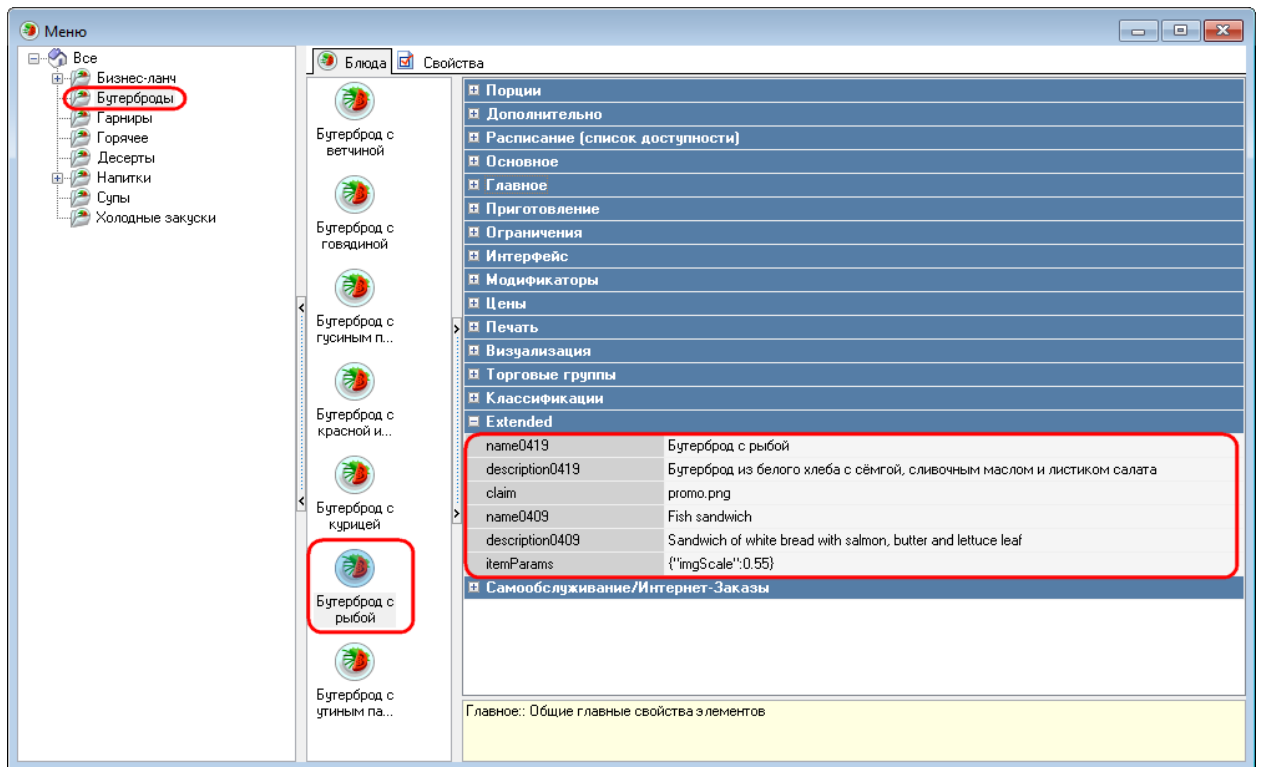 Меню
Все
Бизнес-ланч
Бутерброды
Гарниры
Горячее
Десерты
Напитки
Супы
Холодные закуски
Блюда
Свойства
Бутерброд с
ветчиной
Бутерброд с
говядиной
Бутерброд с
гусиным п...
Бутерброд с
красной и...
Бутерброд с
курицей
Бутерброд с
рыбой
Бутерброд с
утиным па...
Порции
Дополнительно
Расписание (список доступности)
Основное
Главное
Приготовление
Ограничения
Интерфейс
Модификаторы
Цены
Печать
Визуализация
Торговые группы
Классификации
Extended
name0419 Бутерброд с рыбой
description0419 Бутерброд из белого хлеба с сёмгой, сливочным маслом и листиком салата
claim promo.png
name0409 Fish sandwich
description0409 Sandwich of white bread with salmon, butter and lettuce leaf
itemParams {"imgScale":0.55}
Самообслуживание/Интернет-Заказы
Главное:: Общие главные свойства элементов